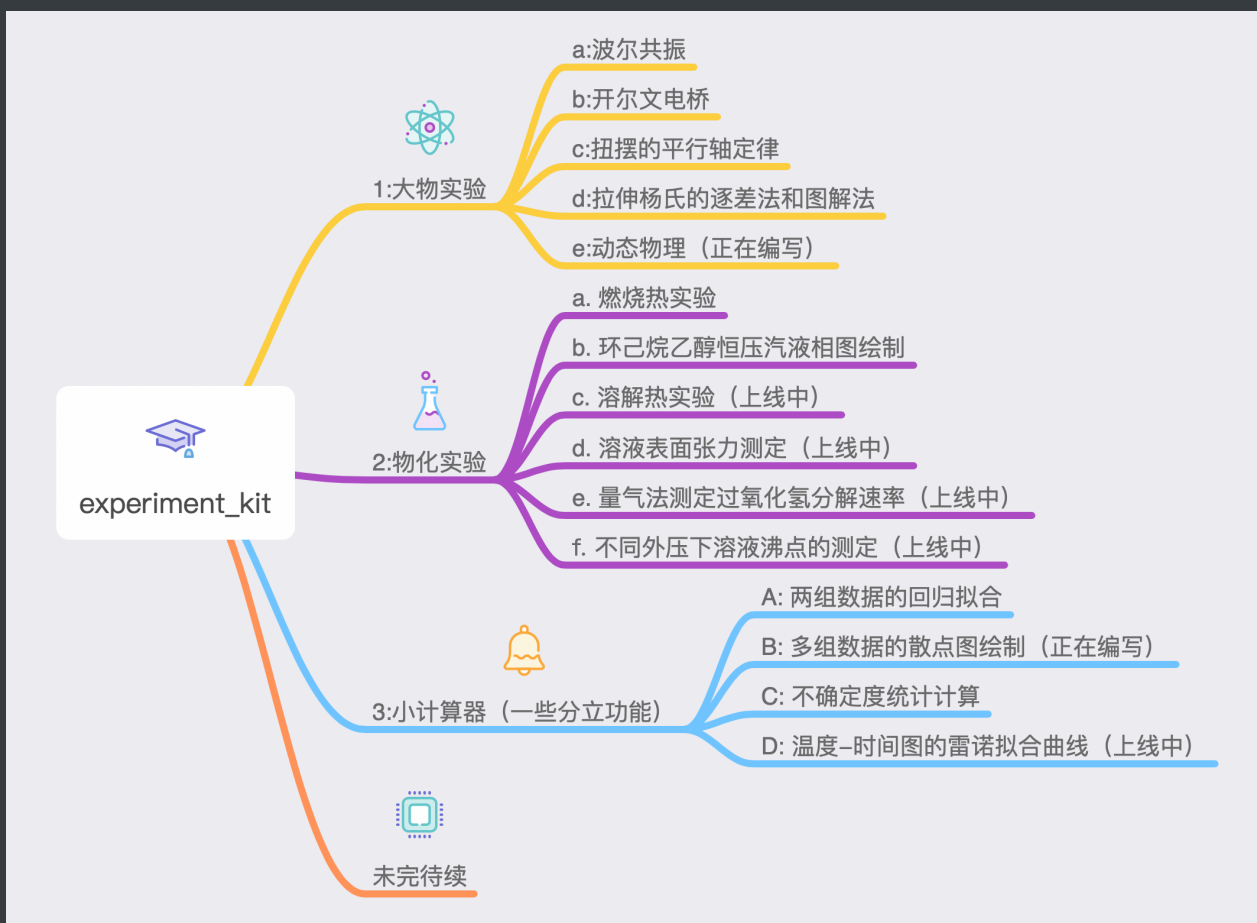 experiment_kit
1:大物实验
a:波尔共振
b:开尔文电桥
c:扭摆的平行轴定律
d:拉伸杨氏的逐差法和图解法
e:动态物理（正在编写）
2:物化实验
a. 燃烧热实验
b. 环己烷乙醇恒压汽液相图绘制
c. 溶解热实验（上线中）
d. 溶液表面张力测定（上线中）
e. 量气法测定过氧化氢分解速率（上线中）
f. 不同外压下溶液沸点的测定（上线中）
3:小计算器（一些分立功能）
A: 两组数据的回归拟合
B: 多组数据的散点图绘制（正在编写）
C: 不确定度统计计算
D: 温度–时间图的雷诺拟合曲线（上线中）
未完待续